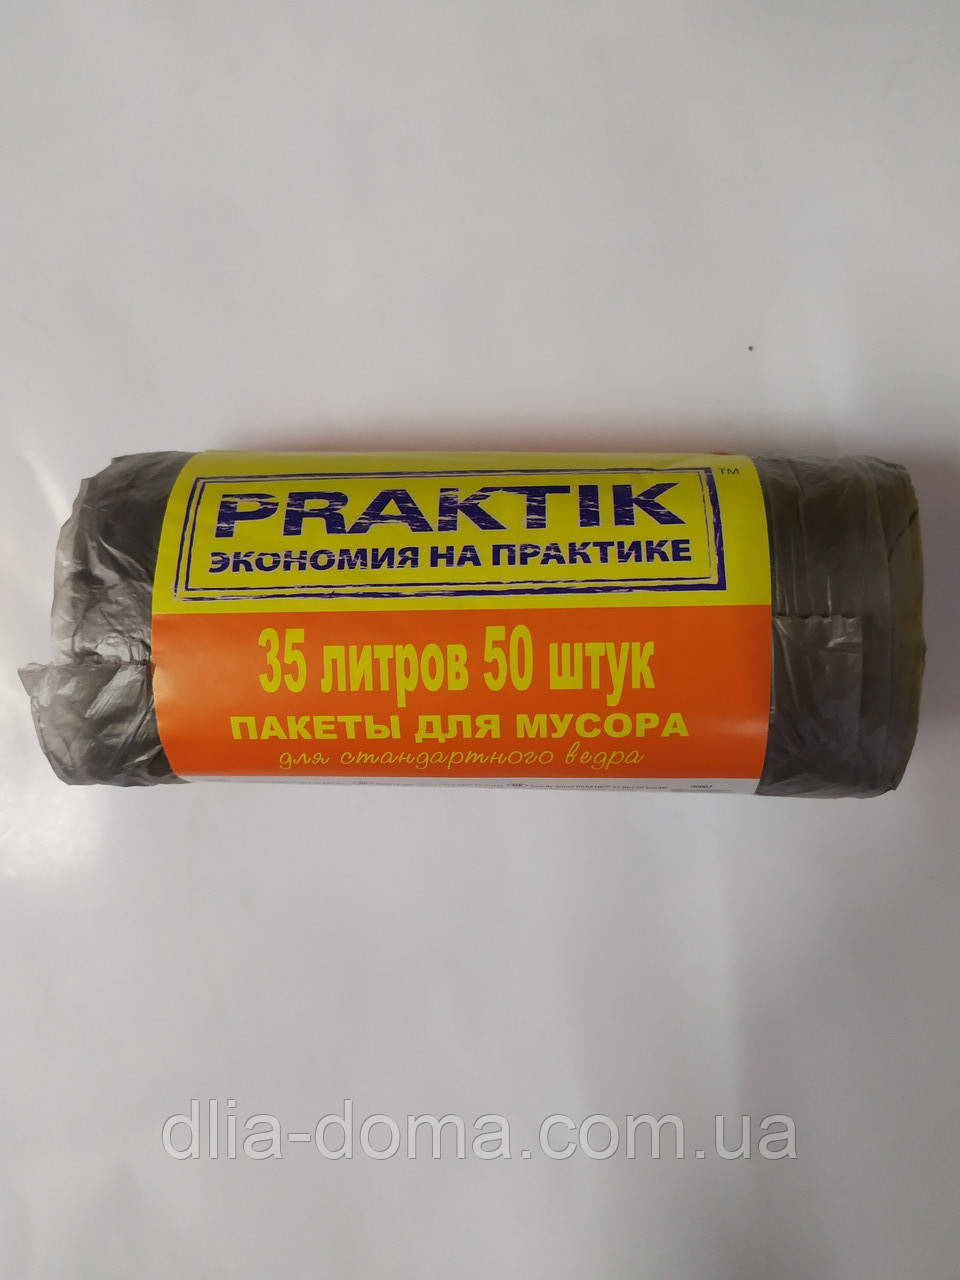 PRAKTIK ™
ЭКОНОМИЯ НА ПРАКТИКЕ
35 литров 50 штук
ПАКЕТЫ ДЛЯ МУСОРА
для стандартного ведра
dlia-doma.com.ua